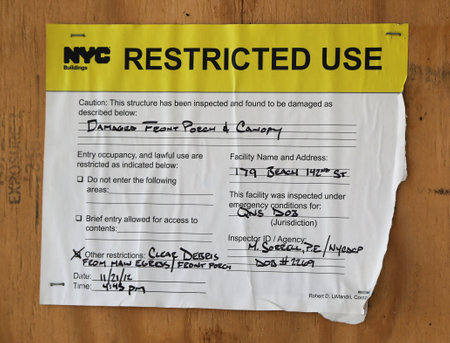 NYC
Buildings
RESTRICTED USE
Caution: This structure has been inspected and found to be damaged as
described below:
DAMAGED FRONT PORCH & CANOPY
Entry occupancy, and lawful use are
restricted as indicated below:
☐ Do not enter the following
areas:
☐ Brief entry allowed for access to
contents.
☒ Other restrictions: CLEAR DEBRIS
FROM MAIN EGRESS/FRONT PORCH
Date: 11/21/12
Time: 4:45 pm
Facility Name and Address:
179 BEACH 142ND ST
This facility was inspected under
emergency conditions for:
QNS DOB
(Jurisdiction)
Inspector ID / Agency:
M. P.E./
DOB # 2269
Robert D. LiMandri, Com